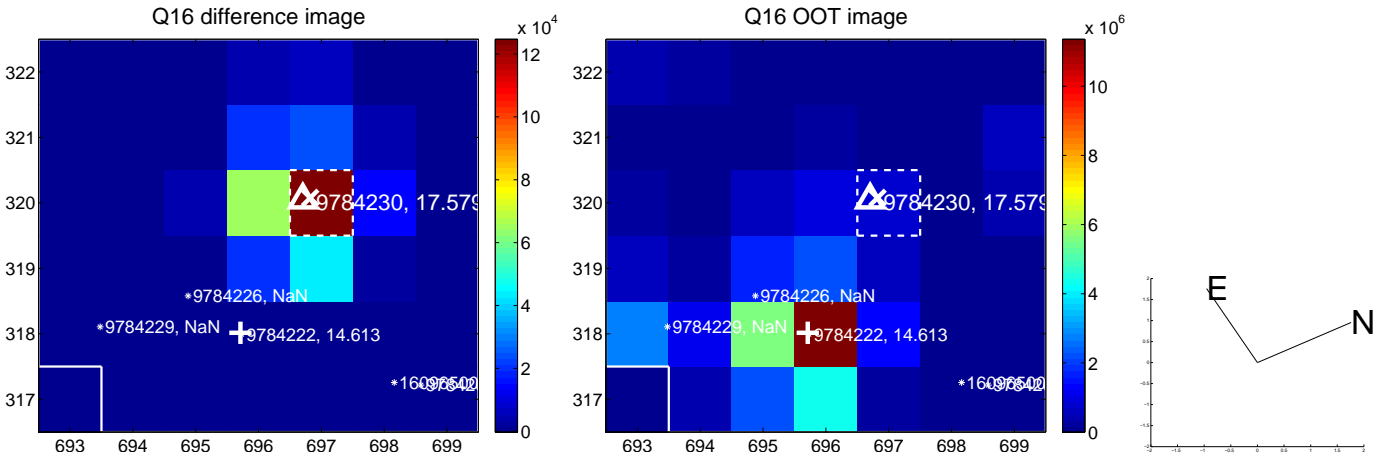 Q16 difference image
x 10^4
322
321
320
319
318
317
693 694 695 696 697 698 699
9784230, 17.579
9784226, NaN
9784229, NaN
9784222, 14.613
12
10
8
6
4
2
0
Q16 OOT image
x 10^6
322
321
320
319
318
317
693 694 695 696 697 698 699
9784230, 17.579
9784226, NaN
9784229, NaN
9784222, 14.613
10
8
6
4
2
0
E
N